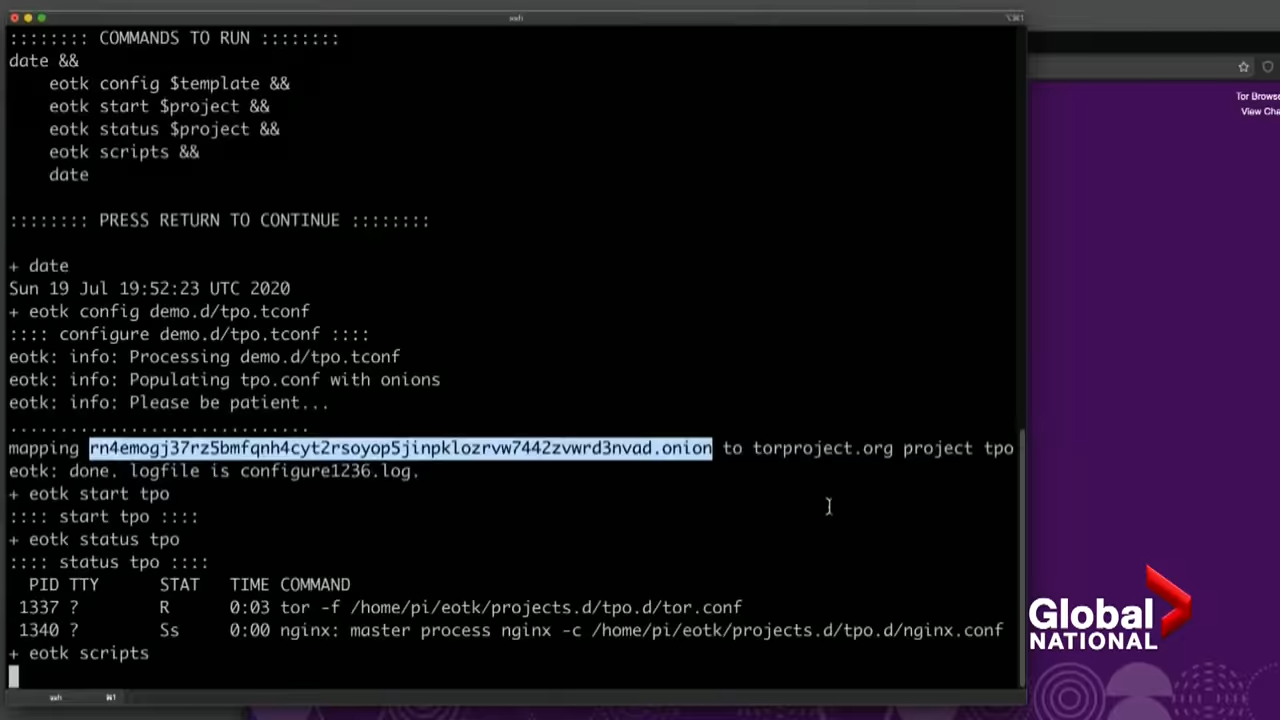 ssh
:::::::: COMMANDS TO RUN ::::::::
date &&
eotk config $template &&
eotk start $project &&
eotk status $project &&
eotk scripts &&
date
:::::::: PRESS RETURN TO CONTINUE ::::::::
+ date
Sun 19 Jul 19:52:23 UTC 2020
+ eotk config demo.d/tpo.tconf
:::: configure demo.d/tpo.tconf ::::
eotk: info: Processing demo.d/tpo.tconf
eotk: info: Populating tpo.conf with onions
eotk: info: Please be patient...
..............................
mapping rn4emogj37rz5bmfqnh4cyt2rsoyop5jinpklozrvw7442zvwrd3nvad.onion to torproject.org project tpo
eotk: done. logfile is configure1236.log.
+ eotk start tpo
:::: start tpo ::::
+ eotk status tpo
:::: status tpo ::::
PID TTY STAT TIME COMMAND
1337 ? R 0:03 tor -f /home/pi/eotk/projects.d/tpo.d/tor.conf
1340 ? Ss 0:00 nginx: master process nginx -c /home/pi/eotk/projects.d/tpo.d/nginx.conf
+ eotk scripts
ssh ⌘1
Tor Browse
View Cha
Global
NATIONAL